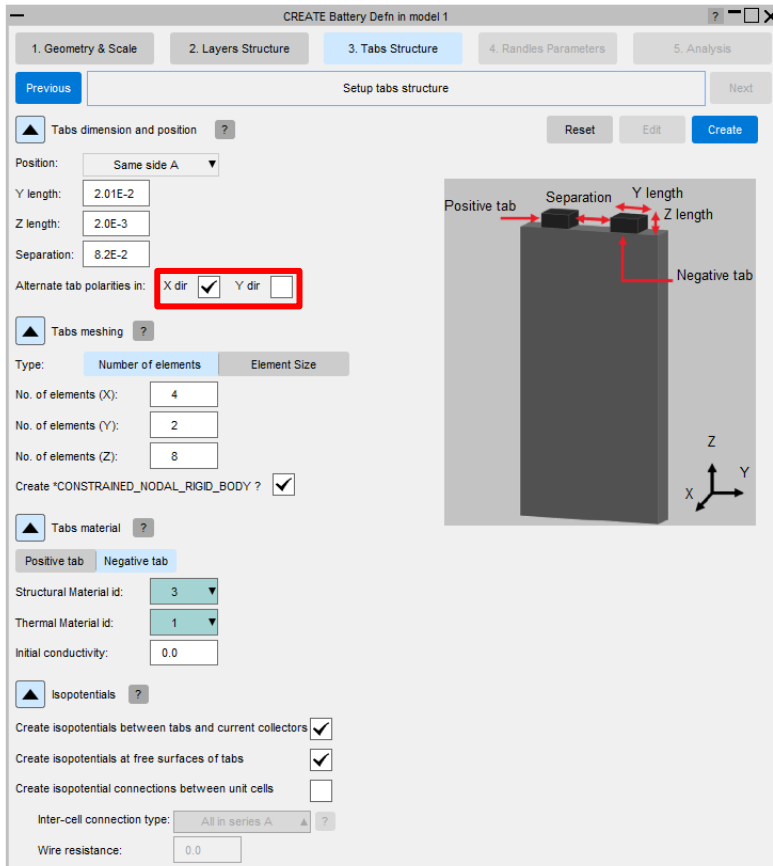 CREATE Battery Defn in model 1
?
X
1. Geometry & Scale
2. Layers Structure
3. Tabs Structure
4. Randles Parameters
5. Analysis
Previous
Setup tabs structure
Next
Tabs dimension and position
?
Reset
Edit
Create
Position:
Same side A
Y length:
2.01E-2
Z length:
2.0E-3
Separation:
8.2E-2
Alternate tab polarities in:
X dir
Y dir
Positive tab
Separation
Y length
Z length
Negative tab
Z
Y
X
Tabs meshing
?
Type:
Number of elements
Element Size
No. of elements (X):
4
No. of elements (Y):
2
No. of elements (Z):
8
Create *CONSTRAINED_NODAL_RIGID_BODY ?
Tabs material
?
Positive tab
Negative tab
Structural Material id:
3
Thermal Material id:
1
Initial conductivity:
0.0
Isopotentials
?
Create isopotentials between tabs and current collectors
Create isopotentials at free surfaces of tabs
Create isopotential connections between unit cells
Inter-cell connection type:
All in series A
?
Wire resistance:
0.0